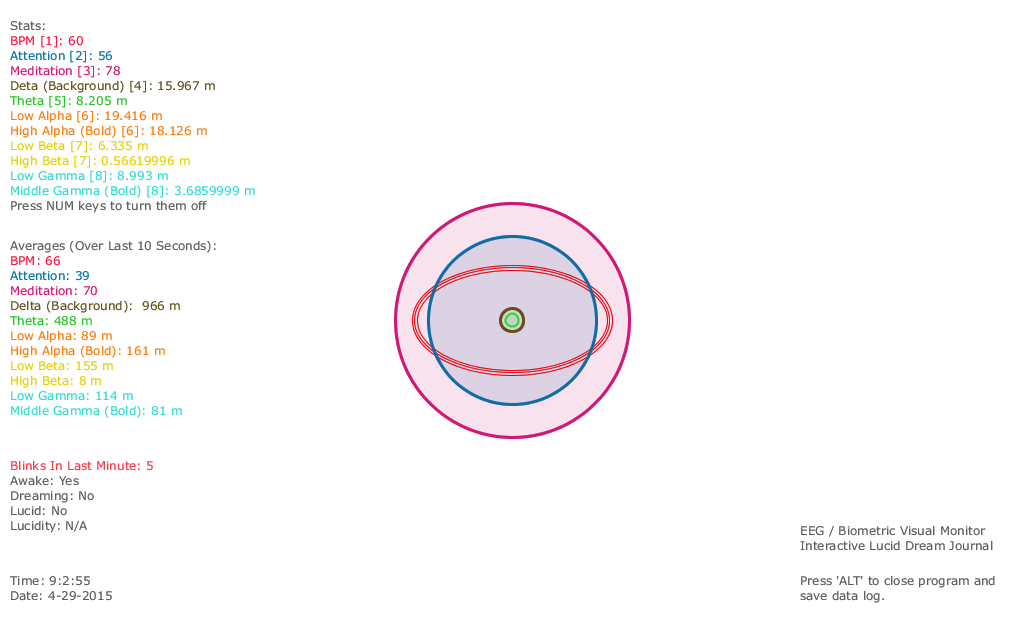 Stats:
BPM [1]: 60
Attention [2]: 56
Meditation [3]: 78
Deta (Background) [4]: 15.967 m
Theta [5]: 8.205 m
Low Alpha [6]: 19.416 m
High Alpha (Bold) [6]: 18.126 m
Low Beta [7]: 6.335 m
High Beta [7]: 0.56619996 m
Low Gamma [8]: 8.993 m
Middle Gamma (Bold) [8]: 3.6859999 m
Press NUM keys to turn them off
Averages (Over Last 10 Seconds):
BPM: 66
Attention: 39
Meditation: 70
Delta (Background):  966 m
Theta: 488 m
Low Alpha: 89 m
High Alpha (Bold): 161 m
Low Beta: 155 m
High Beta: 8 m
Low Gamma: 114 m
Middle Gamma (Bold): 81 m
Blinks In Last Minute: 5
Awake: Yes
Dreaming: No
Lucid: No
Lucidity: N/A
Time: 9:2:55
Date: 4-29-2015
EEG / Biometric Visual Monitor
Interactive Lucid Dream Journal
Press 'ALT' to close program and
save data log.